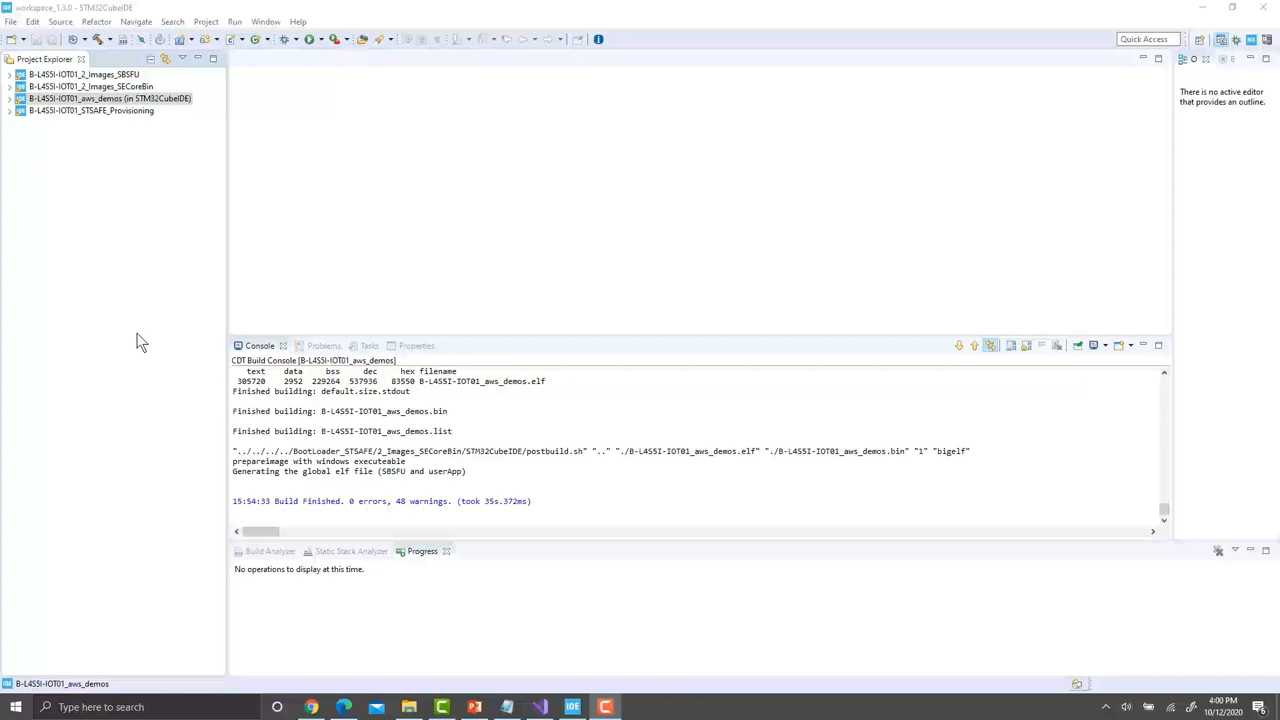 workspace_1.3.0 - STM32CubeIDE
File Edit Source Refactor Navigate Search Project Run Window Help
Quick Access
Project Explorer
B-L4S5I-IOT01_2_Images_SBSFU
B-L4S5I-IOT01_2_Images_SECoreBin
B-L4S5I-IOT01_aws_demos (in STM32CubeIDE)
B-L4S5I-IOT01_STSAFE_Provisioning
O
8
There is no active editor
that provides an outline.
Console Problems Tasks Properties
CDT Build Console [B-L4S5I-IOT01_aws_demos]
text data bss dec hex filename
305720 2952 229264 537936 83550 B-L4S5I-IOT01_aws_demos.elf
Finished building: default.size.stdout
Finished building: B-L4S5I-IOT01_aws_demos.bin
Finished building: B-L4S5I-IOT01_aws_demos.list
"../../../../BootLoader_STSAFE/2_Images_SECoreBin/STM32CubeIDE/postbuild.sh" ".." "./B-L4S5I-IOT01_aws_demos.elf" "./B-L4S5I-IOT01_aws_demos.bin" "1" "bigelf"
prepareimage with windows executeable
Generating the global elf file (SBSFU and userApp)
15:54:33 Build Finished. 0 errors, 48 warnings. (took 35s.372ms)
Build Analyzer Static Stack Analyzer Progress
No operations to display at this time.
IDE B-L4S5I-IOT01_aws_demos
Type here to search
IDE
4:00 PM
10/12/2020